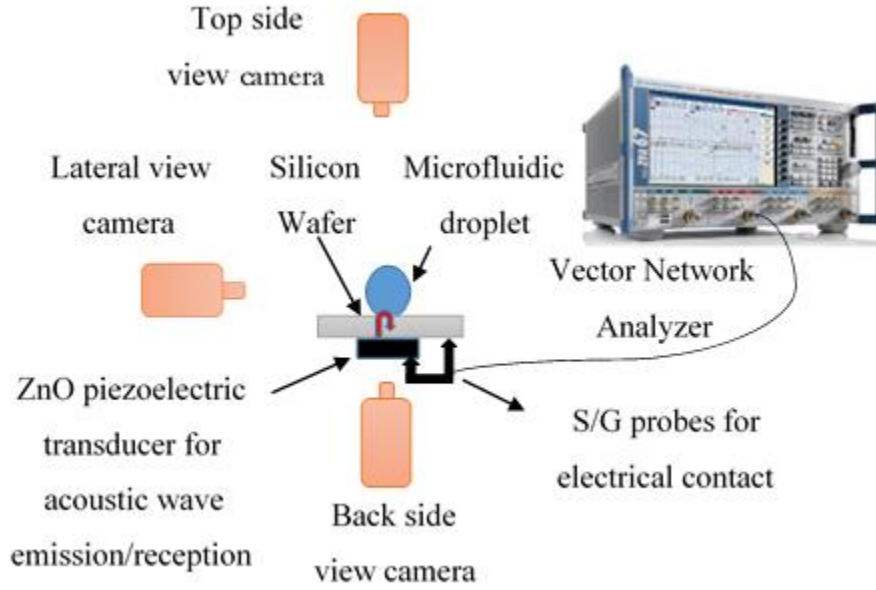 Top side
view camera
Lateral view
camera
Silicon
Wafer
Microfluidic
droplet
Vector Network
Analyzer
ZnO piezoelectric
transducer for
acoustic wave
emission/reception
S/G probes for
electrical contact
Back side
view camera